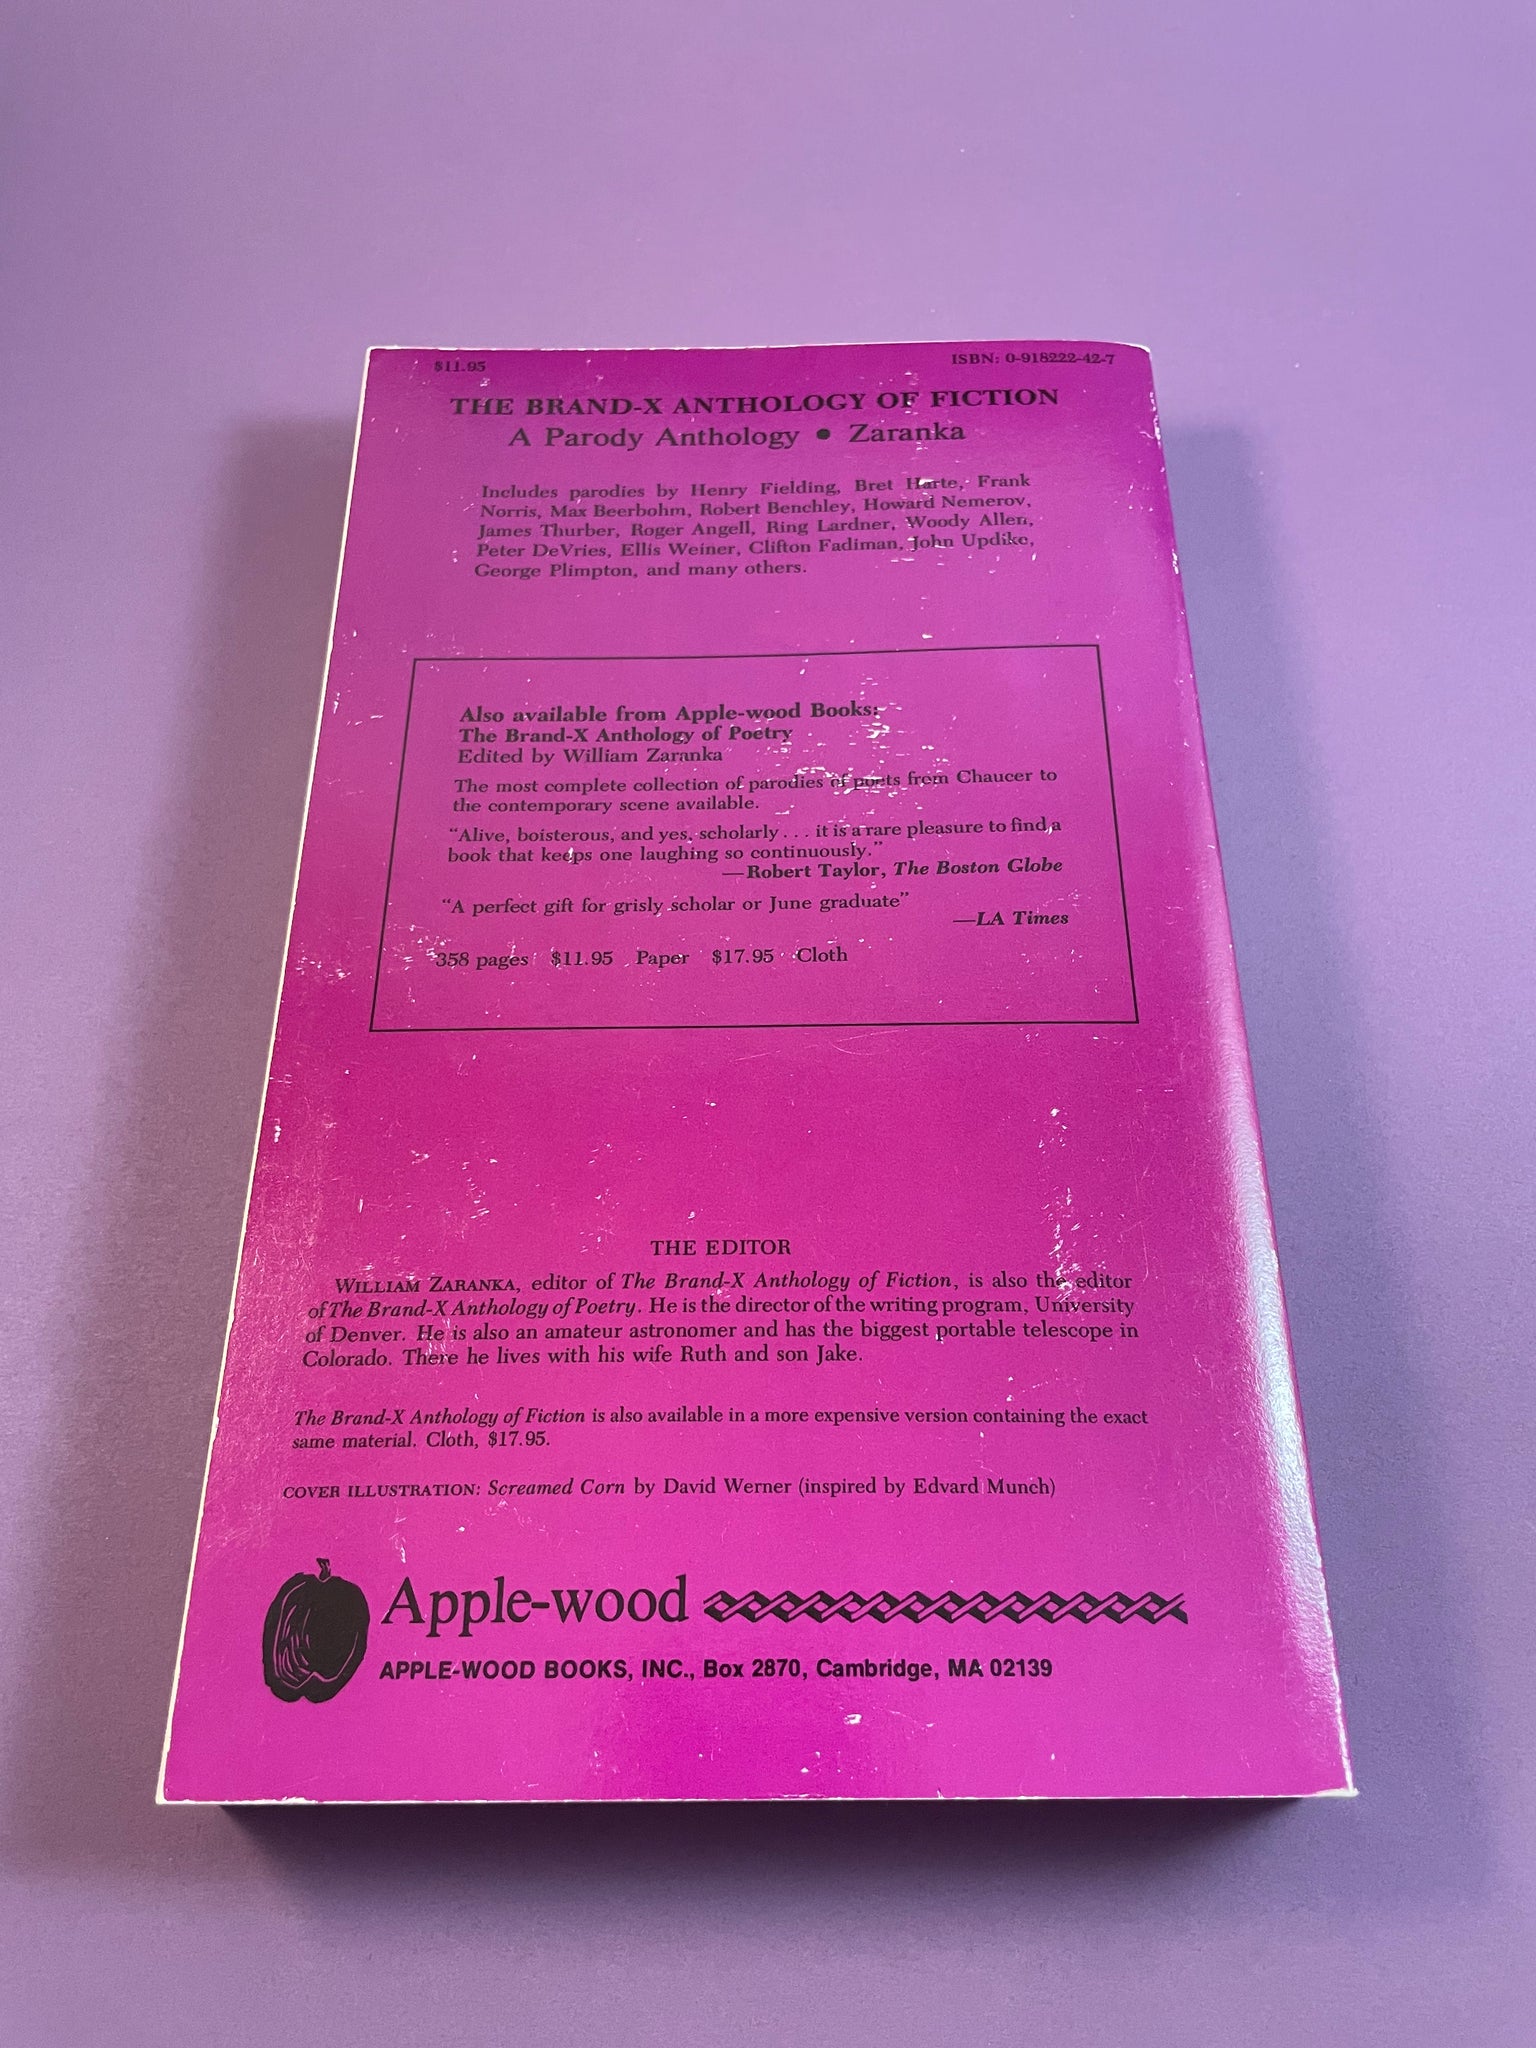 $11.95 ISBN: 0-918222-42-7
THE BRAND-X ANTHOLOGY OF FICTION
A Parody Anthology • Zaranka
Includes parodies by Henry Fielding, Bret Harte, Frank
Norris, Max Beerbohm, Robert Benchley, Howard Nemerov,
James Thurber, Roger Angell, Ring Lardner, Woody Allen,
Peter DeVries, Ellis Weiner, Clifton Fadiman, John Updike,
George Plimpton, and many others.
Also available from Apple-wood Books:
The Brand-X Anthology of Poetry
Edited by William Zaranka
The most complete collection of parodies of poets from Chaucer to
the contemporary scene available.
“Alive, boisterous, and yes, scholarly . . . it is a rare pleasure to find a
book that keeps one laughing so continuously.”
—Robert Taylor, The Boston Globe
“A perfect gift for grisly scholar or June graduate”
—LA Times
358 pages $11.95 Paper $17.95 Cloth
THE EDITOR
WILLIAM ZARANKA, editor of The Brand-X Anthology of Fiction, is also the editor
of The Brand-X Anthology of Poetry. He is the director of the writing program, University
of Denver. He is also an amateur astronomer and has the biggest portable telescope in
Colorado. There he lives with his wife Ruth and son Jake.
The Brand-X Anthology of Fiction is also available in a more expensive version containing the exact
same material. Cloth, $17.95.
COVER ILLUSTRATION: Screamed Corn by David Werner (inspired by Edvard Munch)
Apple-wood
APPLE-WOOD BOOKS, INC., Box 2870, Cambridge, MA 02139